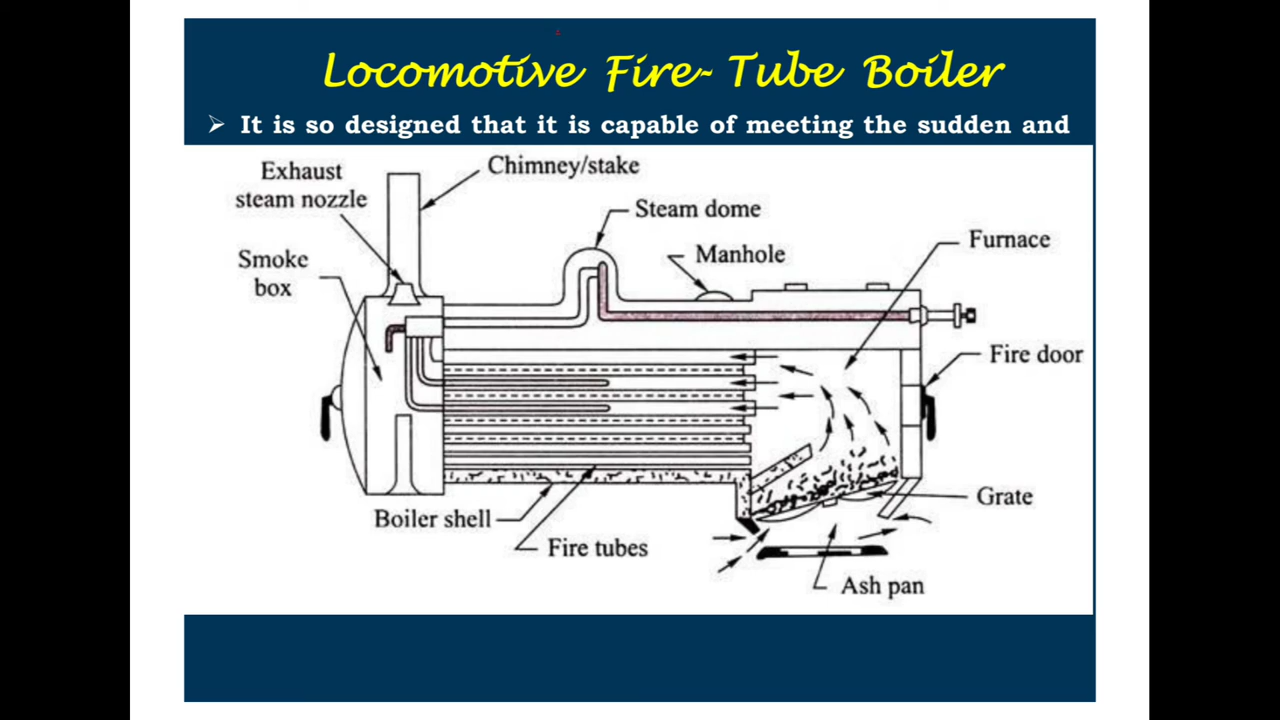 Locomotive Fire- Tube Boiler
➢ It is so designed that it is capable of meeting the sudden and
Chimney/stake
Exhaust
steam nozzle
Steam dome
Manhole
Furnace
Smoke
box
Fire door
Grate
Boiler shell
Fire tubes
Ash pan